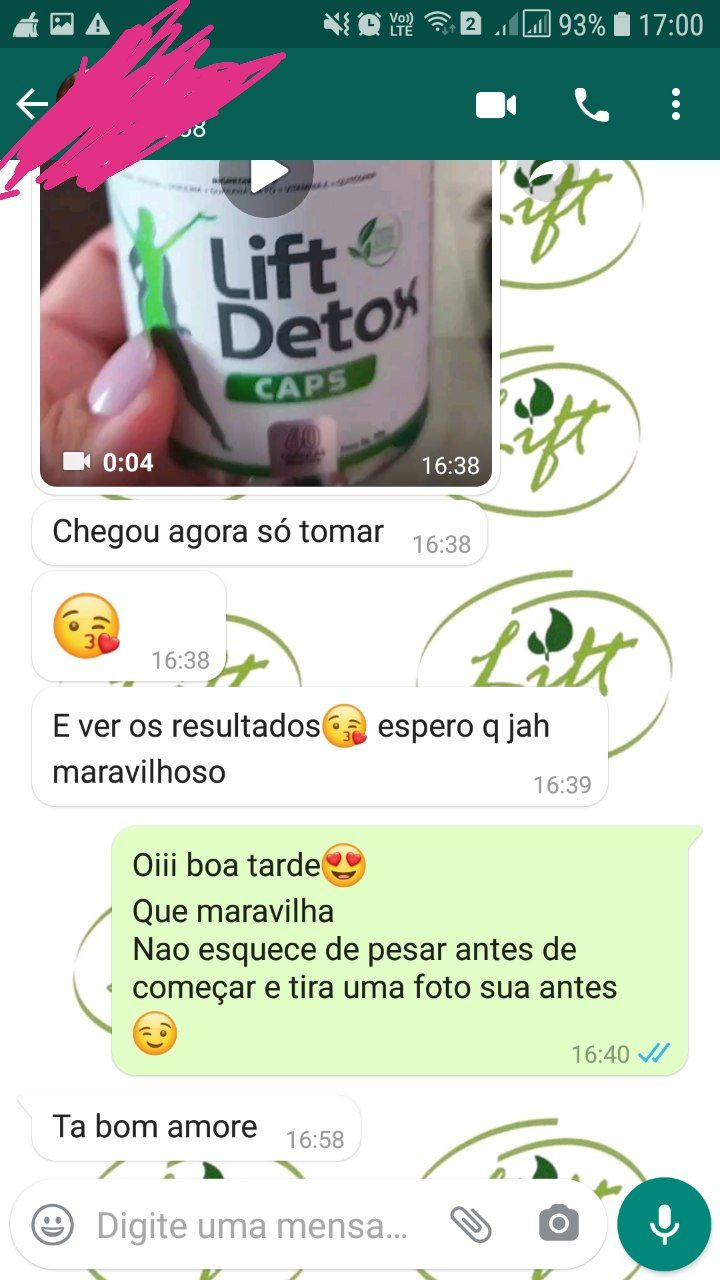 Vo))
LTE
2
93%
17:00
Lift
Detox
CAPS
60
0:04
16:38
Lift
Lift
Chegou agora só tomar
16:38
😘
16:38
Lift
E ver os resultados😘 espero q jah
maravilhoso
16:39
Oiii boa tarde😍
Que maravilha
Nao esquece de pesar antes de
começar e tira uma foto sua antes
😉
16:40
Ta bom amore
16:58
Digite uma mensa...